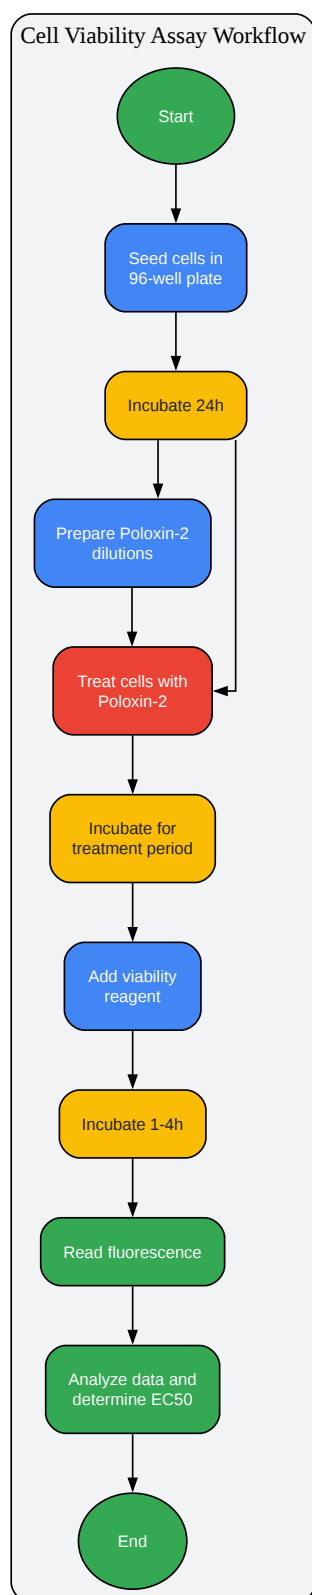 Cell Viability Assay Workflow
Start
Seed cells in
96-well plate
Incubate 24h
Prepare Poloxin-2
dilutions
Treat cells with
Poloxin-2
Incubate for
treatment period
Add viability
reagent
Incubate 1-4h
Read fluorescence
Analyze data and
determine EC50
End